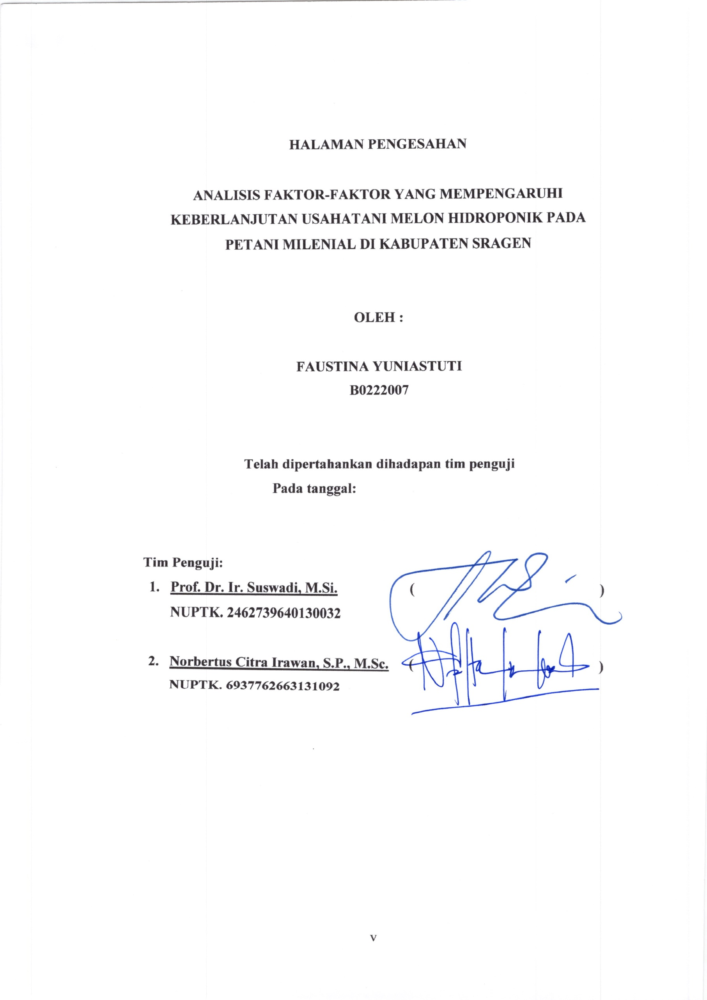 HALAMAN PENGESAHAN
ANALISIS FAKTOR-FAKTOR YANG MEMPENGARUHI
KEBERLANJUTAN USAHATANI MELON HIDROPONIK PADA
PETANI MILENIAL DI KABUPATEN SRAGEN
OLEH :
FAUSTINA YUNIASTUTI
B0222007
Telah dipertahankan dihadapan tim penguji
Pada tanggal:
Tim Penguji:
1. Prof. Dr. Ir. Suswadi, M.Si. ( )
NUPTK. 2462739640130032
2. Norbertus Citra Irawan, S.P., M.Sc. ( )
NUPTK. 6937762663131092
v